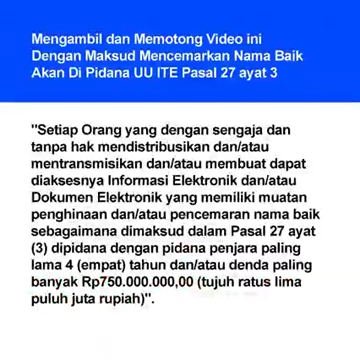 Mengambil dan Memotong Video ini
Dengan Maksud Mencemarkan Nama Baik
Akan Di Pidana UU ITE Pasal 27 ayat 3
"Setiap Orang yang dengan sengaja dan
tanpa hak mendistribusikan dan/atau
mentransmisikan dan/atau membuat dapat
diaksesnya Informasi Elektronik dan/atau
Dokumen Elektronik yang memiliki muatan
penghinaan dan/atau pencemaran nama baik
sebagaimana dimaksud dalam Pasal 27 ayat
(3) dipidana dengan pidana penjara paling
lama 4 (empat) tahun dan/atau denda paling
banyak Rp750.000.000,00 (tujuh ratus lima
puluh juta rupiah)".